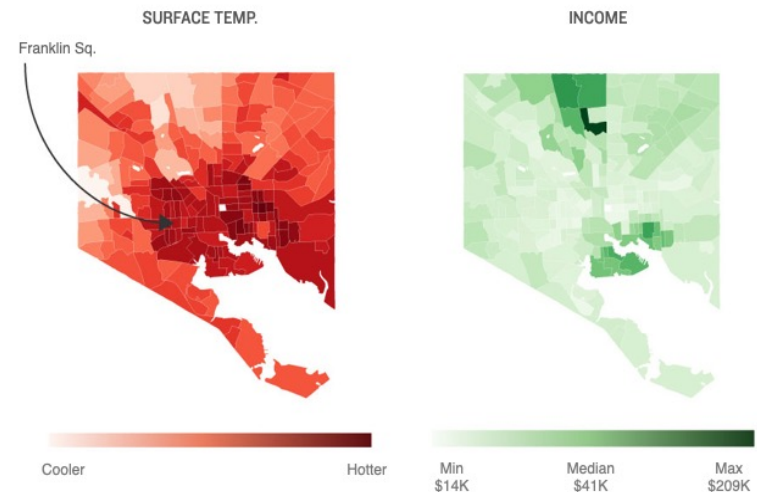 SURFACE TEMP.
INCOME
Franklin Sq.
Cooler
Hotter
Min
$14K
Median
$41K
Max
$209K